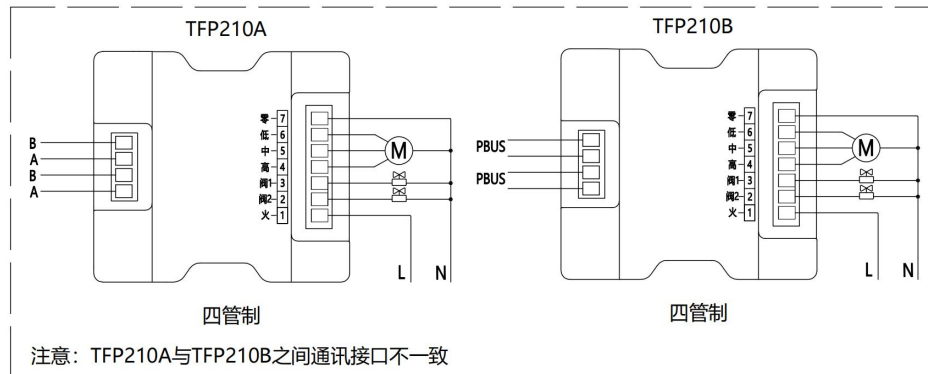 TFP210A
B
A
B
A
零 7
低 6
中 5
高 4
阀1 3
阀2 2
火 1
M
L N
四管制
TFP210B
PBUS
PBUS
零 7
低 6
中 5
高 4
阀1 3
阀2 2
火 1
M
L N
四管制
注意：TFP210A与TFP210B之间通讯接口不一致